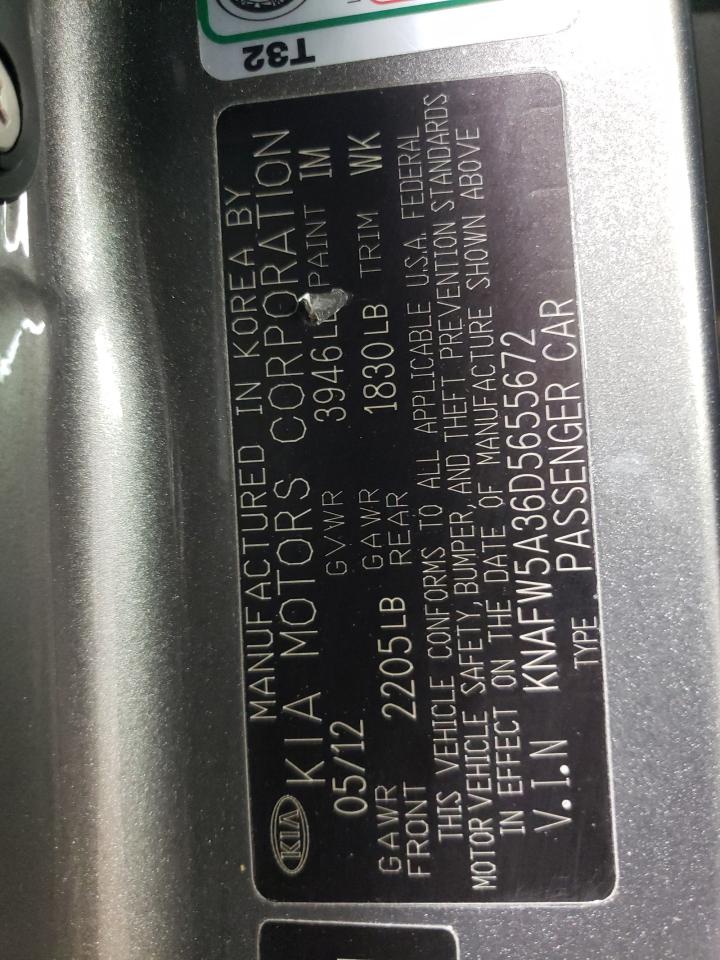 T32
MANUFACTURED IN KOREA BY
KIA KIA MOTORS CORPORATION
05/12 GVWR 3946L PAINT IM
GAWR FRONT 2205LB GAWR REAR 1830LB TRIM WK
THIS VEHICLE CONFORMS TO ALL APPLICABLE U.S.A. FEDERAL
MOTOR VEHICLE SAFETY, BUMPER, AND THEFT PREVENTION STANDARDS
IN EFFECT ON THE DATE OF MANUFACTURE SHOWN ABOVE
V.I.N KNAFW5A36D5655672
TYPE PASSENGER CAR